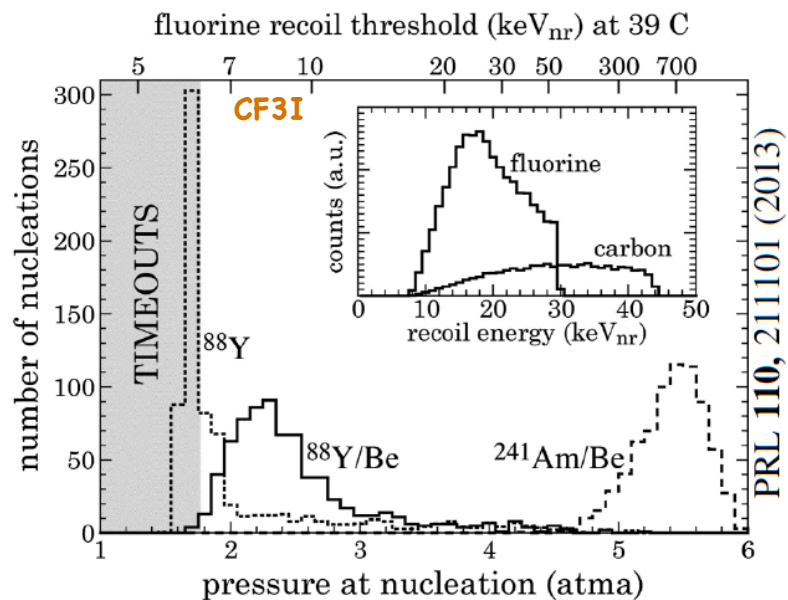 fluorine recoil threshold (keVnr) at 39 C
5 7 10 20 30 50 300 700
CF3I
300
250
200
150
100
50
0
number of nucleations
TIMEOUTS
88Y
88Y/Be
241Am/Be
counts (a.u.)
fluorine
carbon
0 10 20 30 40 50
recoil energy (keVnr)
1 2 3 4 5 6
pressure at nucleation (atma)
PRL 110, 211101 (2013)